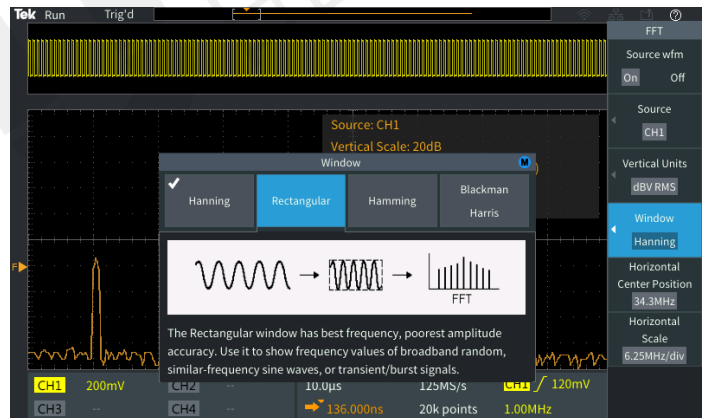 Tek Run Trig'd
FFT
Source wfm
On Off
Source
CH1
Vertical Units
dBV RMS
Window
Hanning
Horizontal
Center Position
34.3MHz
Horizontal
Scale
6.25MHz/div
Source: CH1
Vertical Scale: 20dB
Window
M
Hanning
Rectangular
Hamming
Blackman
Harris
FFT
The Rectangular window has best frequency, poorest amplitude
accuracy. Use it to show frequency values of broadband random,
similar-frequency sine waves, or transient/burst signals.
F
CH1 200mV CH2 -- 10.0µs 125MS/s CH1 120mV
CH3 -- CH4 -- 136.000ns 20k points 1.00MHz